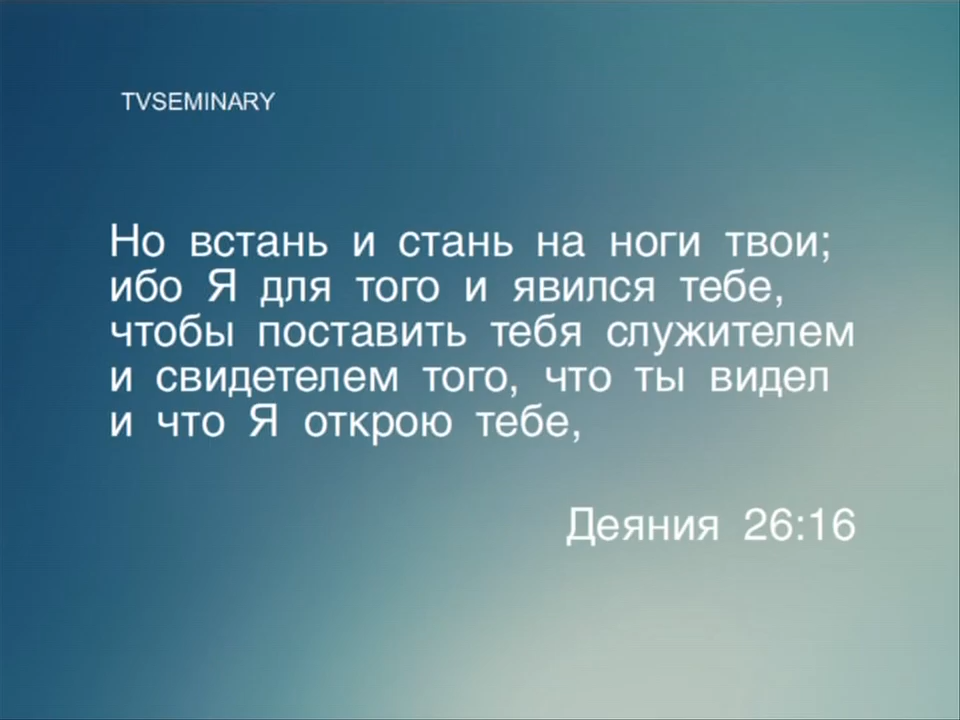 TVSEMINARY
Но встань и стань на ноги твои;
ибо Я для того и явился тебе,
чтобы поставить тебя служителем
и свидетелем того, что ты видел
и что Я открою тебе,
Деяния 26:16